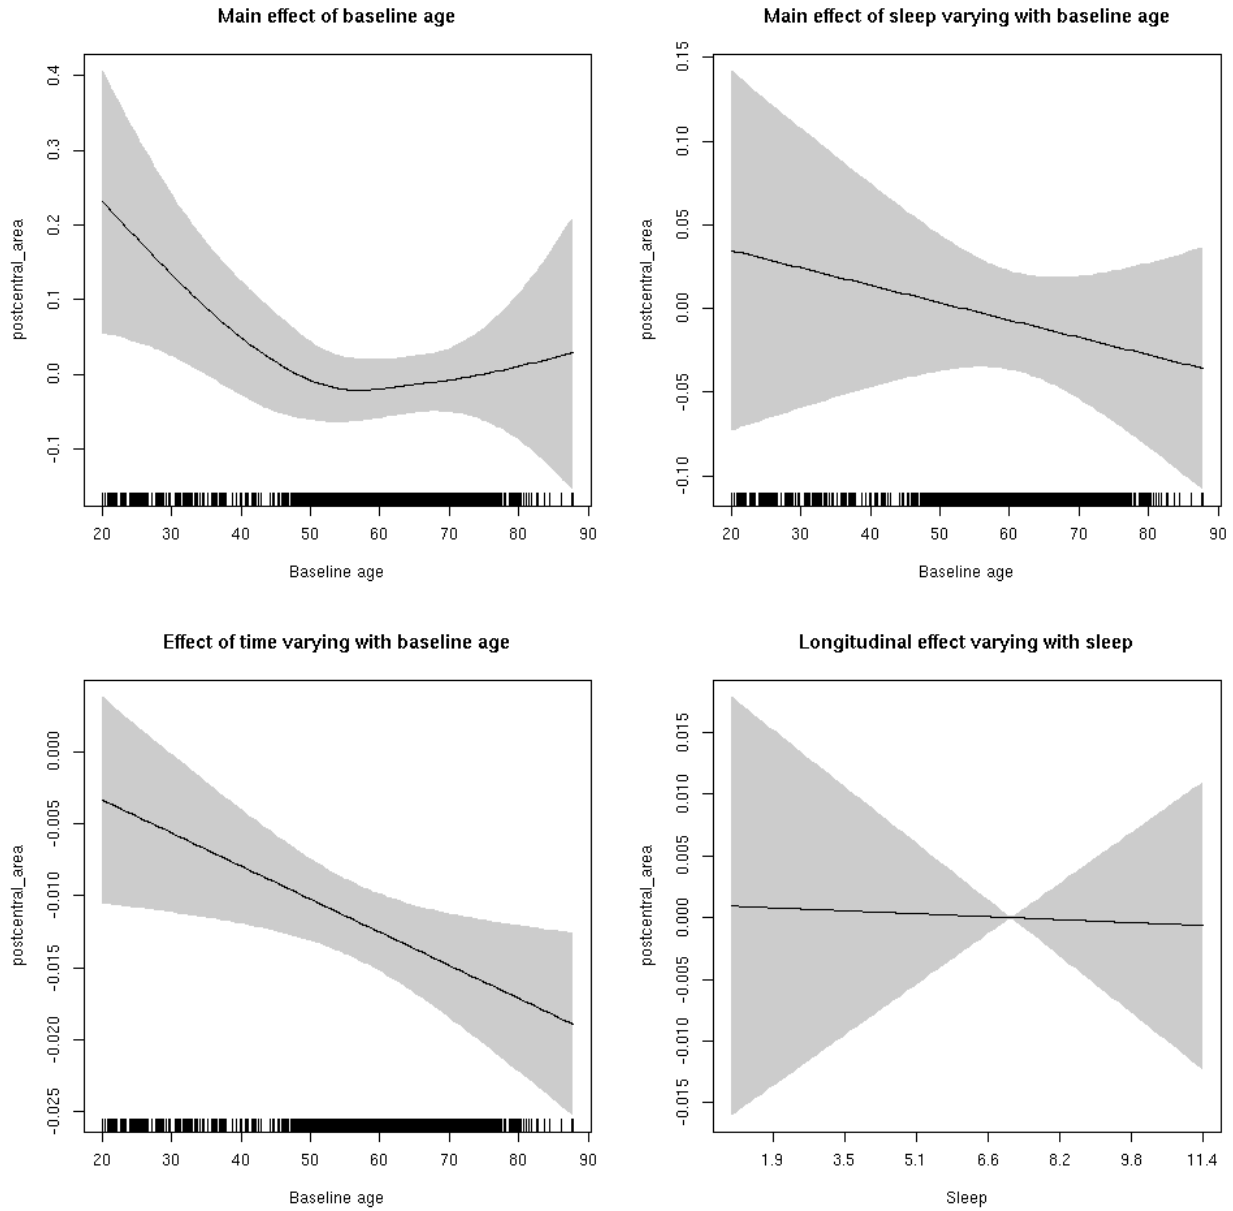 Main effect of baseline age
postcentral_area
0.4
0.3
0.2
0.1
0.0
-0.1
20 30 40 50 60 70 80 90
Baseline age
Main effect of sleep varying with baseline age
postcentral_area
0.15
0.10
0.05
0.00
-0.05
-0.10
20 30 40 50 60 70 80 90
Baseline age
Effect of time varying with baseline age
postcentral_area
0.000
-0.005
-0.010
-0.015
-0.020
-0.025
20 30 40 50 60 70 80 90
Baseline age
Longitudinal effect varying with sleep
postcentral_area
0.015
0.010
0.005
0.000
-0.005
-0.010
-0.015
1.9 3.5 5.1 6.6 8.2 9.8 11.4
Sleep